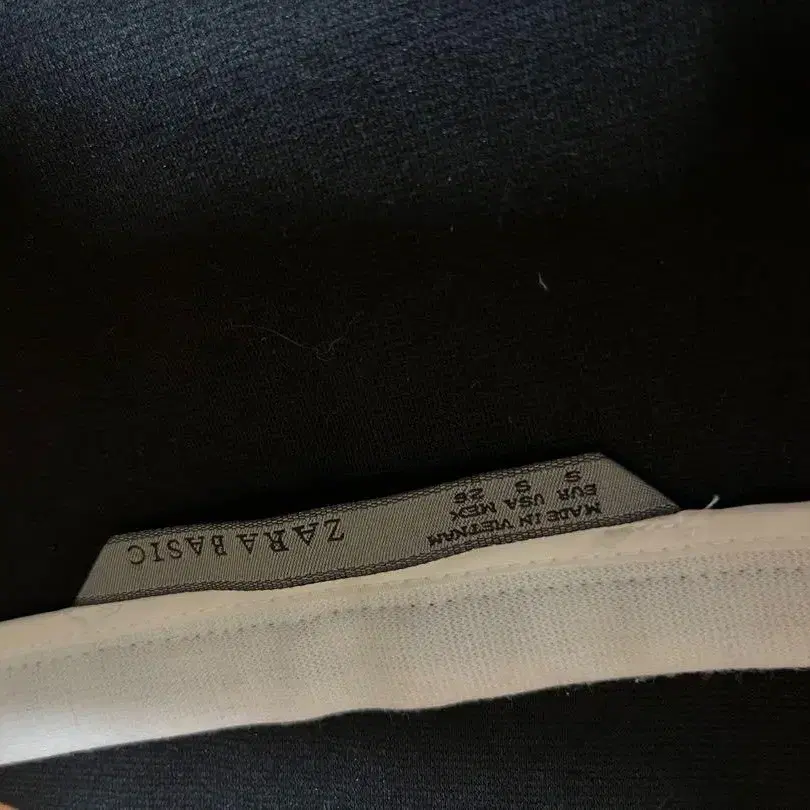 ZARA BASIC
MADE IN VIETNAM
EUR USA MEX
S S 26